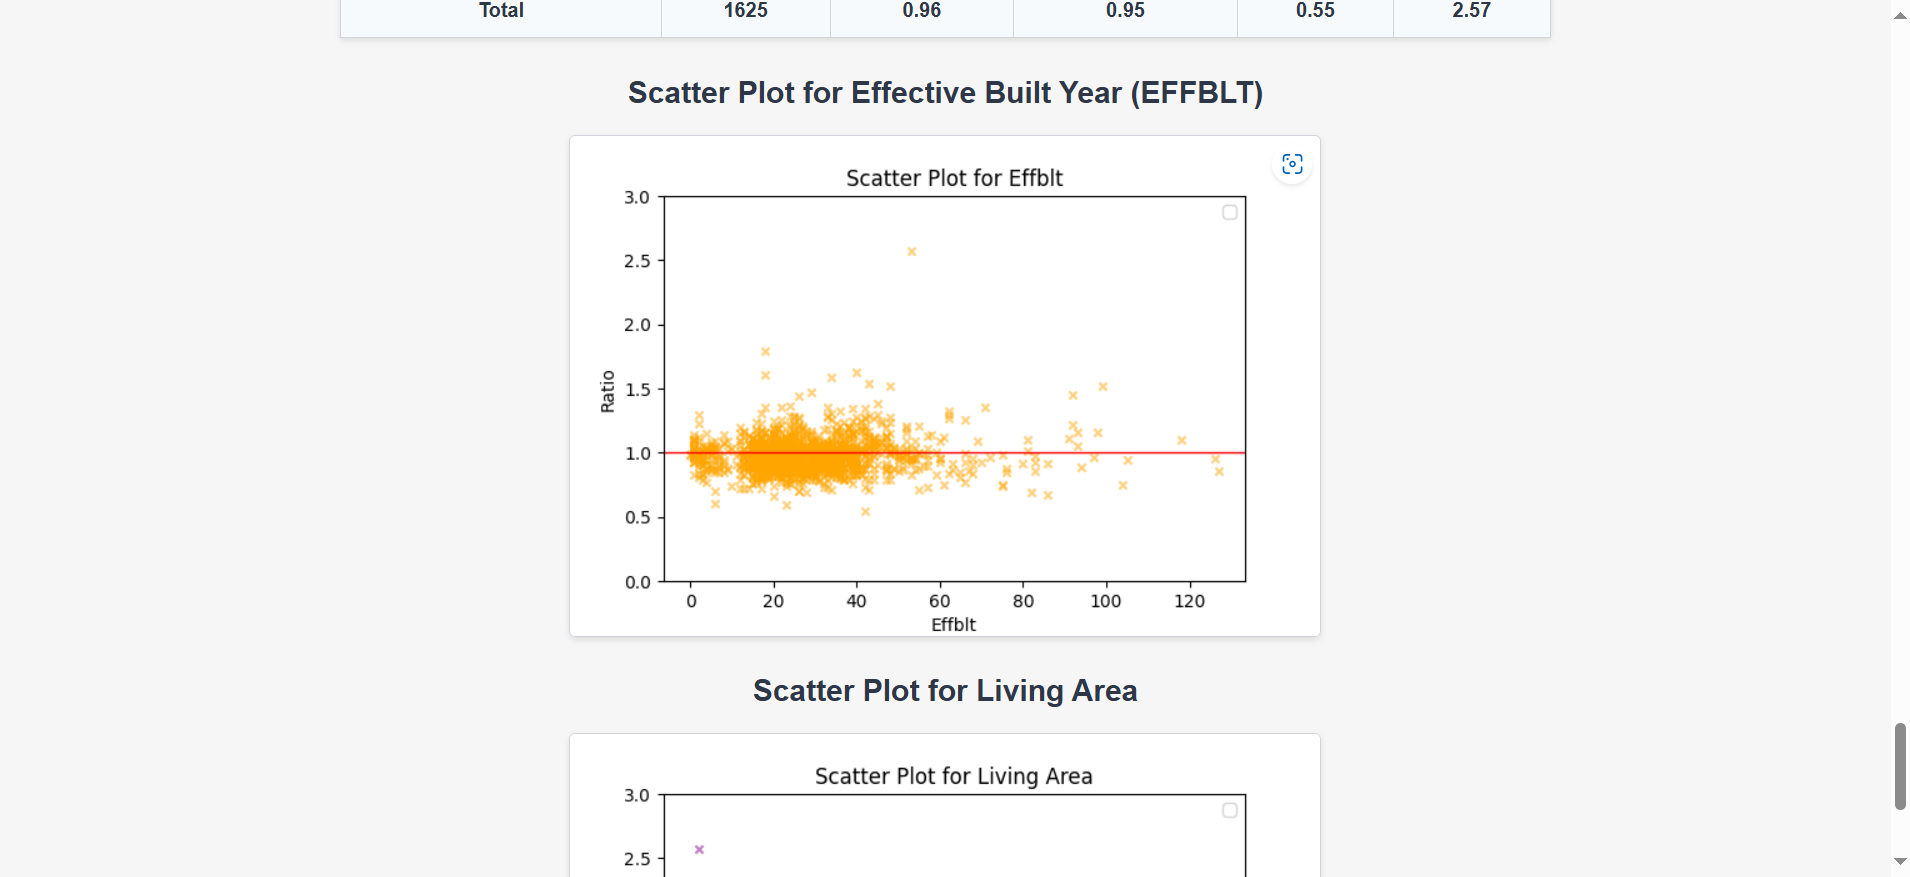 Total 1625 0.96 0.95 0.55 2.57
Scatter Plot for Effective Built Year (EFFBLT)
Scatter Plot for Effblt
3.0
2.5
2.0
1.5
1.0
0.5
0.0
Ratio
0 20 40 60 80 100 120
Effblt
Scatter Plot for Living Area
Scatter Plot for Living Area
3.0
2.5